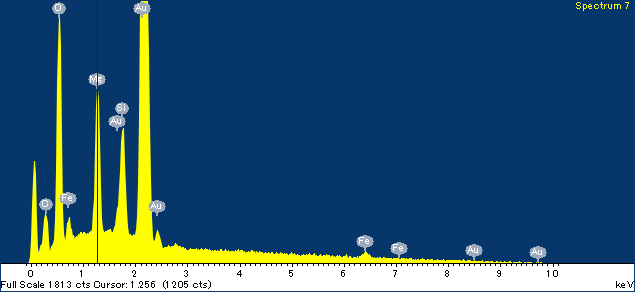 Spectrum 7
O
Au
Mg
Si
Au
C
Fe
Au
Fe
Fe
Au
Au
0 1 2 3 4 5 6 7 8 9 10
Full Scale 1813 cts Cursor: 1.256 (1205 cts) keV